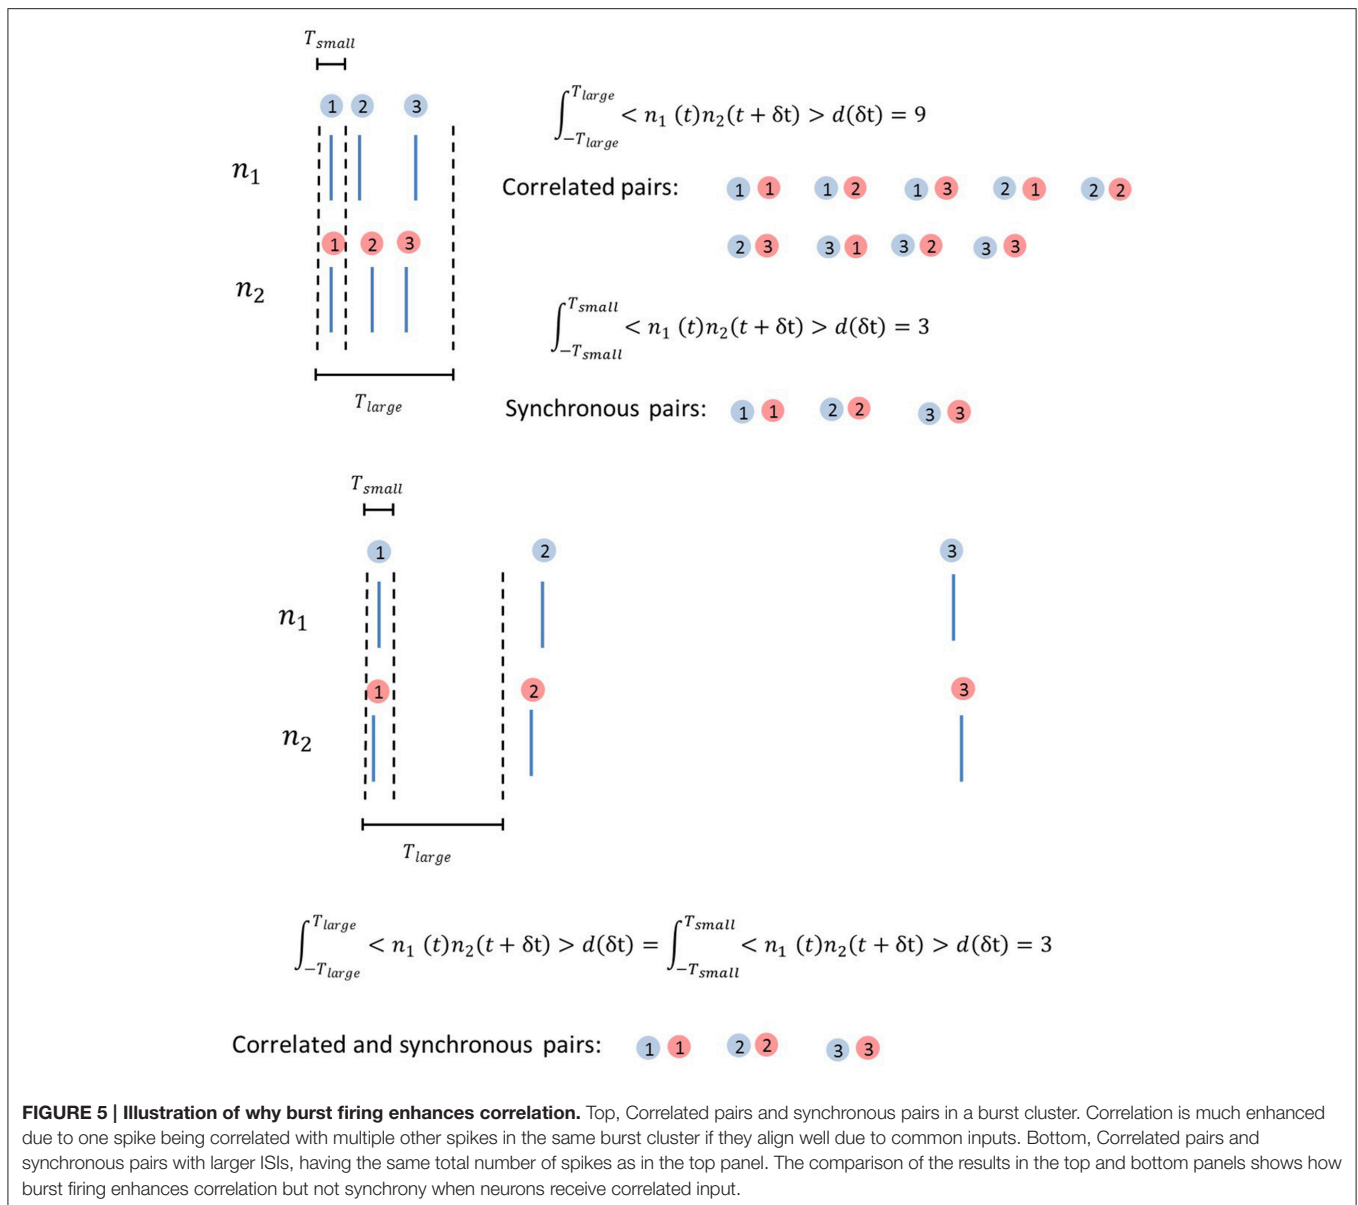 T_small
1 2 3
n_1
1 2 3
n_2
T_large
∫_{-T_large}^{T_large} < n_1 (t)n_2(t + δt) > d(δt) = 9
Correlated pairs: 1 1 1 2 1 3 2 1 2 2
2 3 3 1 3 2 3 3
∫_{-T_small}^{T_small} < n_1 (t)n_2(t + δt) > d(δt) = 3
Synchronous pairs: 1 1 2 2 3 3
T_small
1 2 3
n_1
1 2 3
n_2
T_large
∫_{-T_large}^{T_large} < n_1 (t)n_2(t + δt) > d(δt) = ∫_{-T_small}^{T_small} < n_1 (t)n_2(t + δt) > d(δt) = 3
Correlated and synchronous pairs: 1 1 2 2 3 3
FIGURE 5 | Illustration of why burst firing enhances correlation. Top, Correlated pairs and synchronous pairs in a burst cluster. Correlation is much enhanced
due to one spike being correlated with multiple other spikes in the same burst cluster if they align well due to common inputs. Bottom, Correlated pairs and
synchronous pairs with larger ISIs, having the same total number of spikes as in the top panel. The comparison of the results in the top and bottom panels shows how
burst firing enhances correlation but not synchrony when neurons receive correlated input.